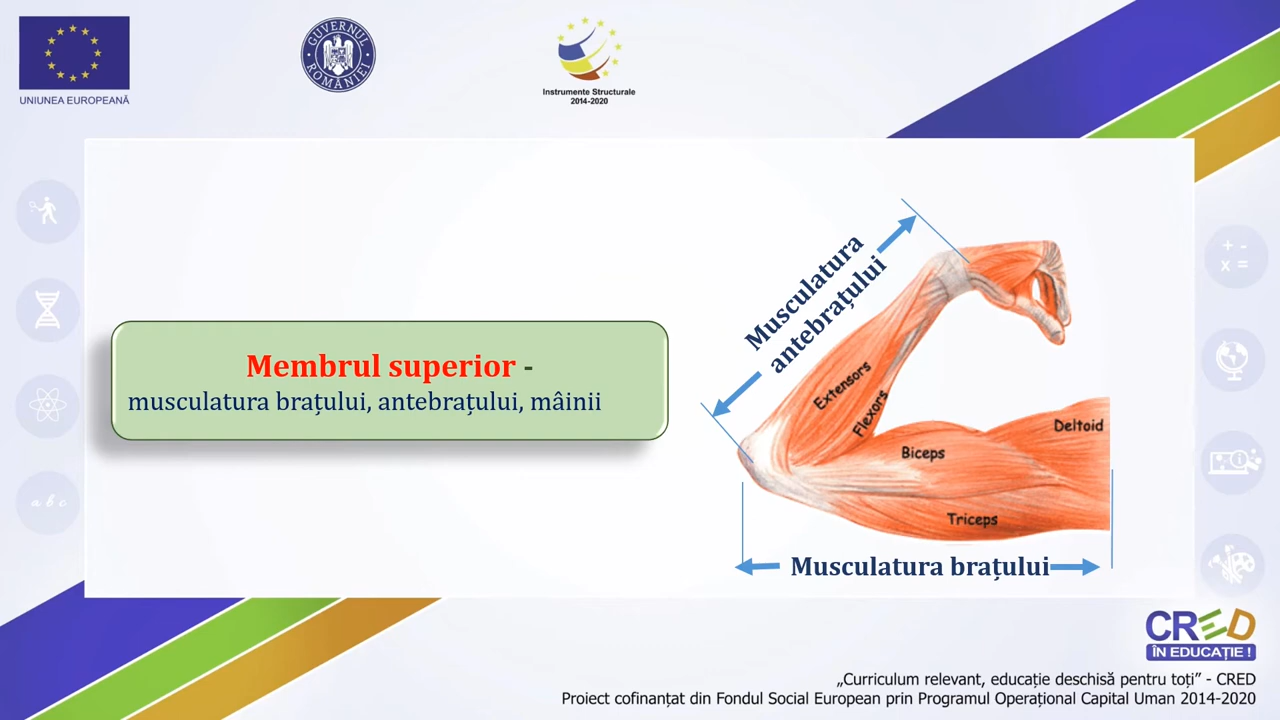 UNIUNEA EUROPEANĂ
GUVERNUL ROMÂNIEI
Instrumente Structurale
2014-2020
Membrul superior -
musculatura brațului, antebrațului, mâinii
Musculatura
antebrațului
Extensors
Flexors
Biceps
Deltoid
Triceps
Musculatura brațului
a b c
+ -
x =
CRED
ÎN EDUCAȚIE !
„Curriculum relevant, educație deschisă pentru toți” - CRED
Proiect cofinanțat din Fondul Social European prin Programul Operațional Capital Uman 2014-2020